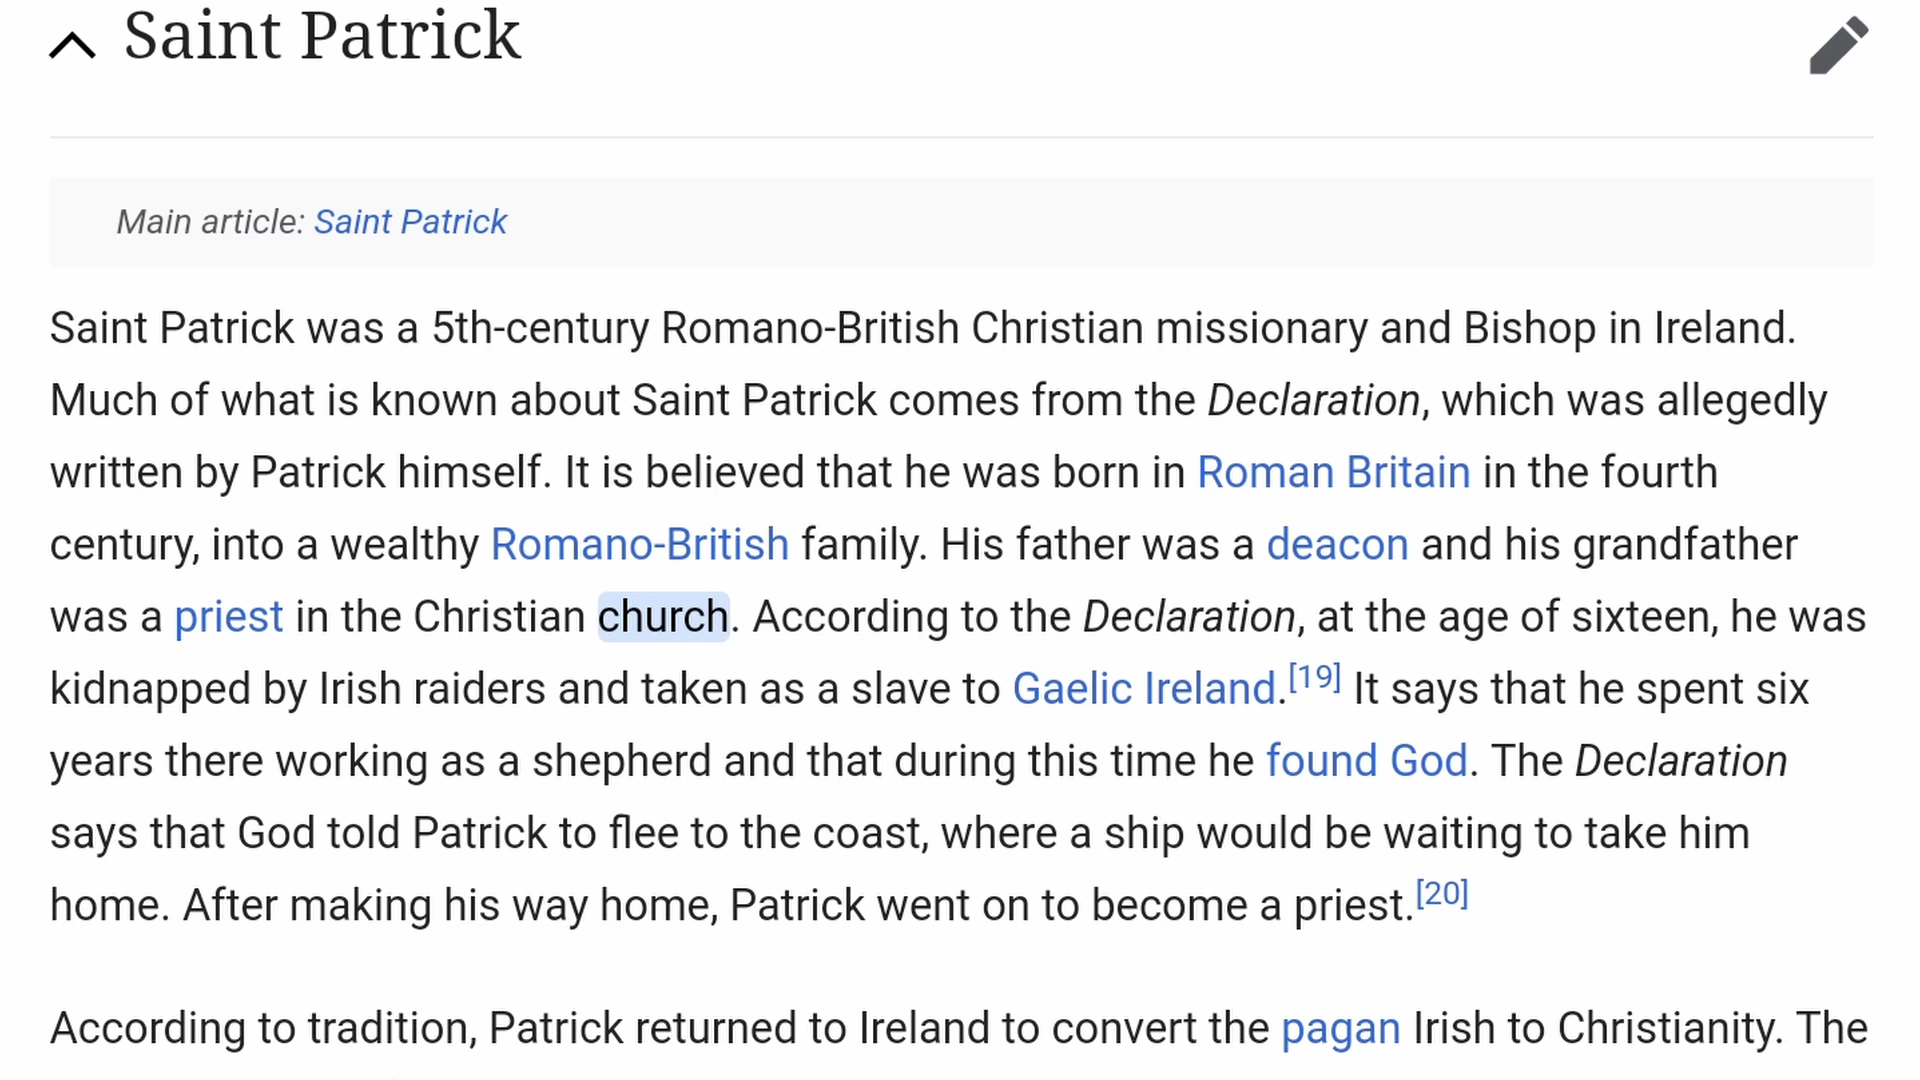 Saint Patrick
Main article: Saint Patrick
Saint Patrick was a 5th-century Romano-British Christian missionary and Bishop in Ireland.
Much of what is known about Saint Patrick comes from the Declaration, which was allegedly
written by Patrick himself. It is believed that he was born in Roman Britain in the fourth
century, into a wealthy Romano-British family. His father was a deacon and his grandfather
was a priest in the Christian church. According to the Declaration, at the age of sixteen, he was
kidnapped by Irish raiders and taken as a slave to Gaelic Ireland.[19] It says that he spent six
years there working as a shepherd and that during this time he found God. The Declaration
says that God told Patrick to flee to the coast, where a ship would be waiting to take him
home. After making his way home, Patrick went on to become a priest.[20]
According to tradition, Patrick returned to Ireland to convert the pagan Irish to Christianity. The